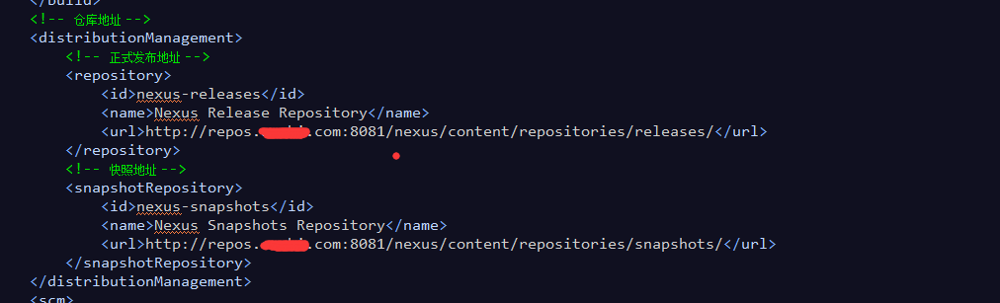 </build>
<!-- 仓库地址 -->
<distributionManagement>
<!-- 正式发布地址 -->
<repository>
<id>nexus-releases</id>
<name>Nexus Release Repository</name>
<url>http://repos. .com:8081/nexus/content/repositories/releases/</url>
</repository>
<!-- 快照地址 -->
<snapshotRepository>
<id>nexus-snapshots</id>
<name>Nexus Snapshots Repository</name>
<url>http://repos. .com:8081/nexus/content/repositories/snapshots/</url>
</snapshotRepository>
</distributionManagement>
<scm>